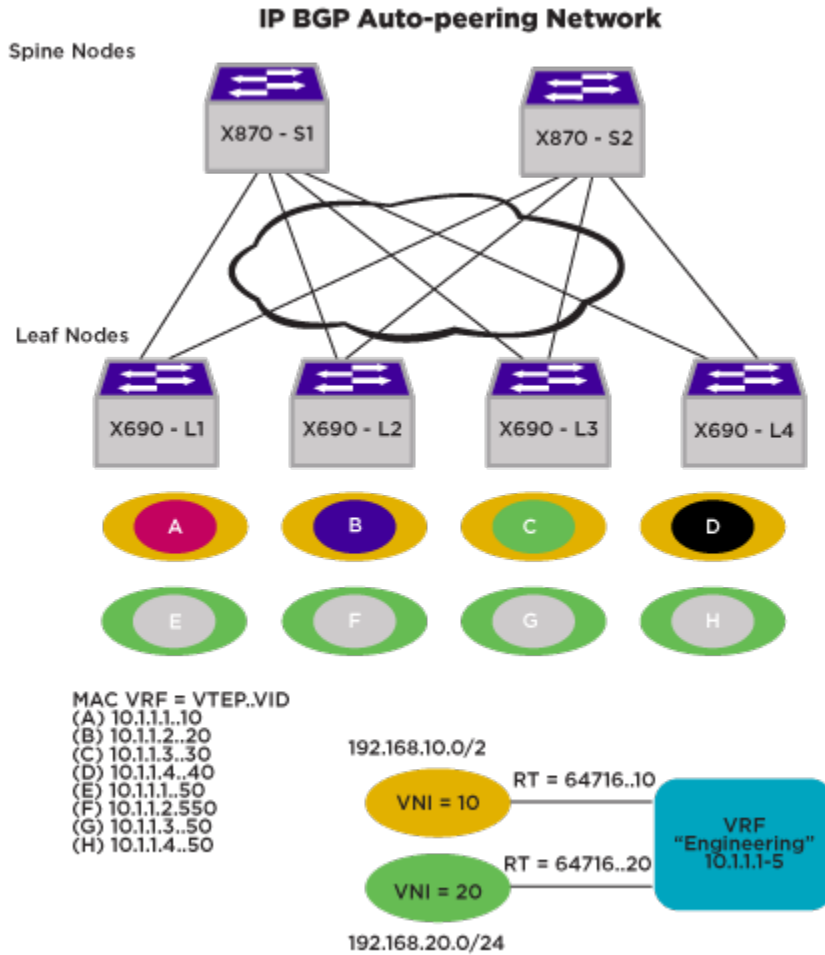 IP BGP Auto-peering Network
Spine Nodes
X870 - S1
X870 - S2
Leaf Nodes
X690 - L1
X690 - L2
X690 - L3
X690 - L4
A
B
C
D
E
F
G
H
MAC VRF = VTEP..VID
(A) 10.1.1.1..10
(B) 10.1.1.2..20
(C) 10.1.1.3..30
(D) 10.1.1.4..40
(E) 10.1.1.1..50
(F) 10.1.1.2.550
(G) 10.1.1.3..50
(H) 10.1.1.4..50
192.168.10.0/2
VNI = 10
RT = 64716..10
VRF
“Engineering”
10.1.1.1-5
RT = 64716..20
VNI = 20
192.168.20.0/24